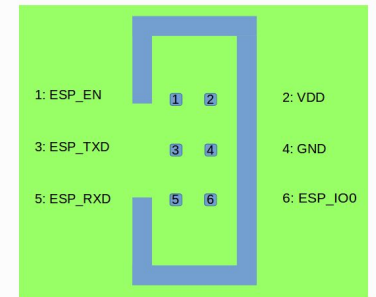 1: ESP_EN 1 2 2: VDD
3: ESP_TXD 3 4 4: GND
5: ESP_RXD 5 6 6: ESP_IO0